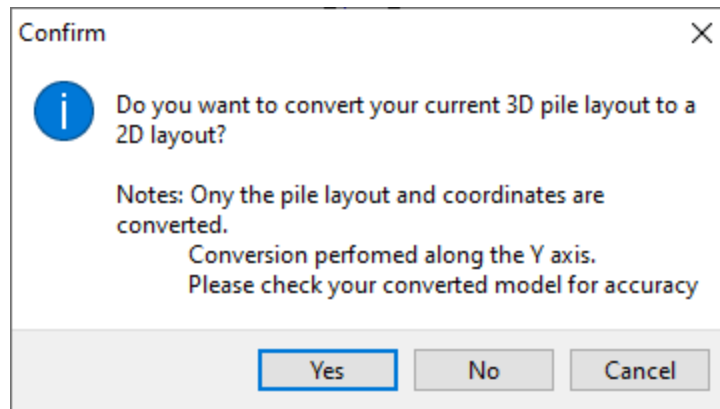 Confirm
Do you want to convert your current 3D pile layout to a
2D layout?
Notes: Ony the pile layout and coordinates are
converted.
Conversion perfomed along the Y axis.
Please check your converted model for accuracy
Yes
No
Cancel